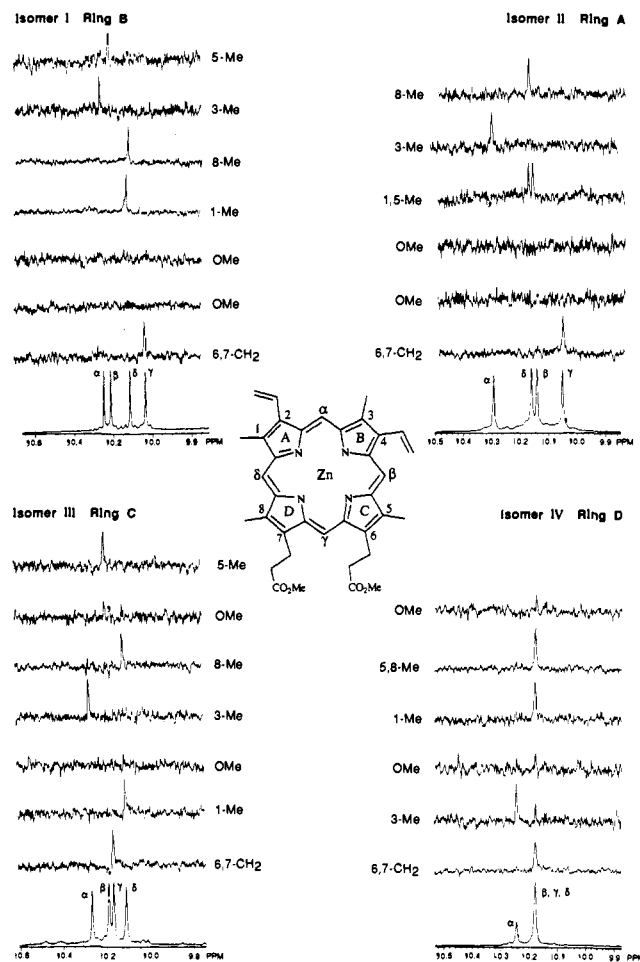 Isomer I Ring B
5-Me
3-Me
8-Me
1-Me
OMe
OMe
6,7-CH₂
α β δ γ
10.6 10.4 10.2 10.0 PPM
Isomer II Ring A
8-Me
3-Me
1,5-Me
OMe
OMe
6,7-CH₂
α δ β γ
10.5 10.4 10.3 10.2 10.1 10.0 9.9 PPM
1 2 α 3
A B 4
N N
δ Zn β
N N
8 D C 5
7 γ 6
CO₂Me CO₂Me
Isomer III Ring C
5-Me
OMe
8-Me
3-Me
OMe
1-Me
6,7-CH₂
α β γ δ
10.6 10.4 10.2 10.0 9.8 PPM
Isomer IV Ring D
OMe
5,8-Me
1-Me
OMe
3-Me
6,7-CH₂
α β, γ, δ
10.5 10.4 10.3 10.2 10.1 10.0 9.9 PPM